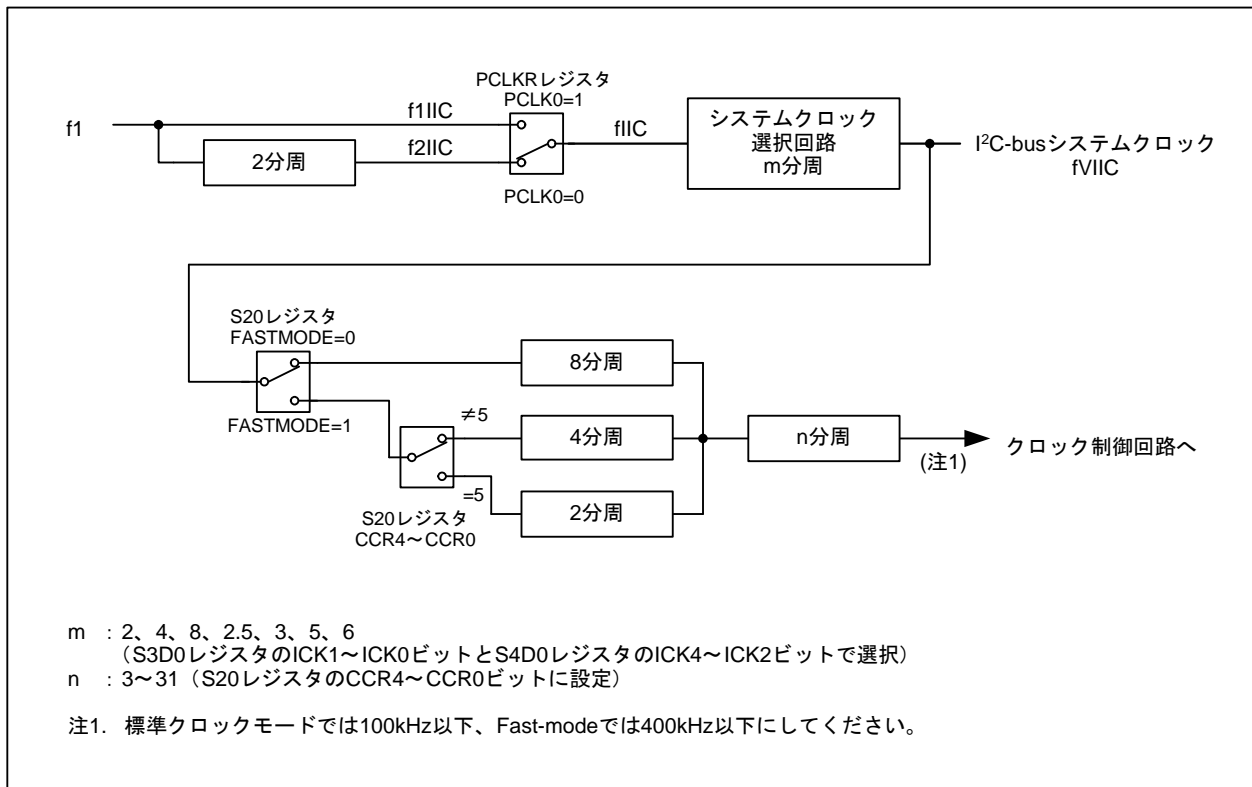 PCLKRレジスタ
PCLK0=1
f1
f1IIC
2分周
f2IIC
PCLK0=0
fIIC
システムクロック
選択回路
m分周
I²C-busシステムクロック
fVIIC
S20レジスタ
FASTMODE=0
FASTMODE=1
8分周
≠5
4分周
=5
2分周
S20レジスタ
CCR4～CCR0
n分周
(注1)
クロック制御回路へ
m : 2、4、8、2.5、3、5、6
（S3D0レジスタのICK1～ICK0ビットとS4D0レジスタのICK4～ICK2ビットで選択）
n : 3～31（S20レジスタのCCR4～CCR0ビットに設定）
注1. 標準クロックモードでは100kHz以下、Fast-modeでは400kHz以下にしてください。